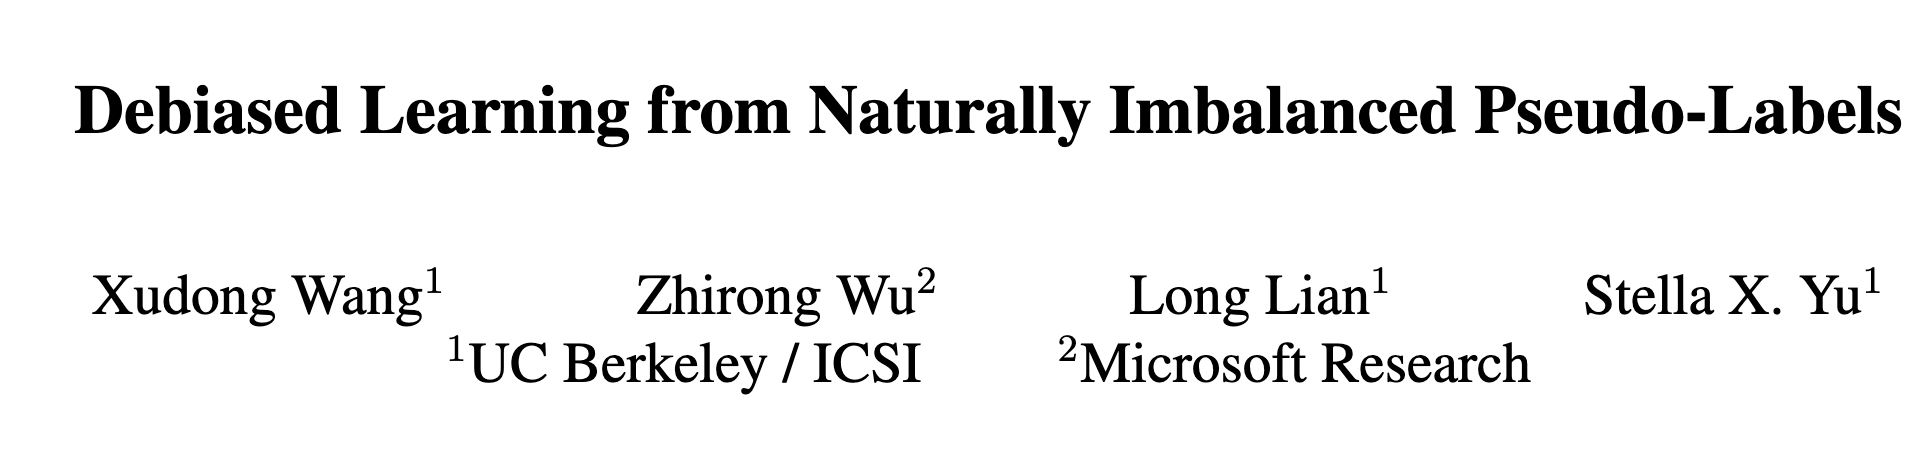 Debiased Learning from Naturally Imbalanced Pseudo-Labels
Xudong Wang¹ Zhirong Wu² Long Lian¹ Stella X. Yu¹
¹UC Berkeley / ICSI ²Microsoft Research